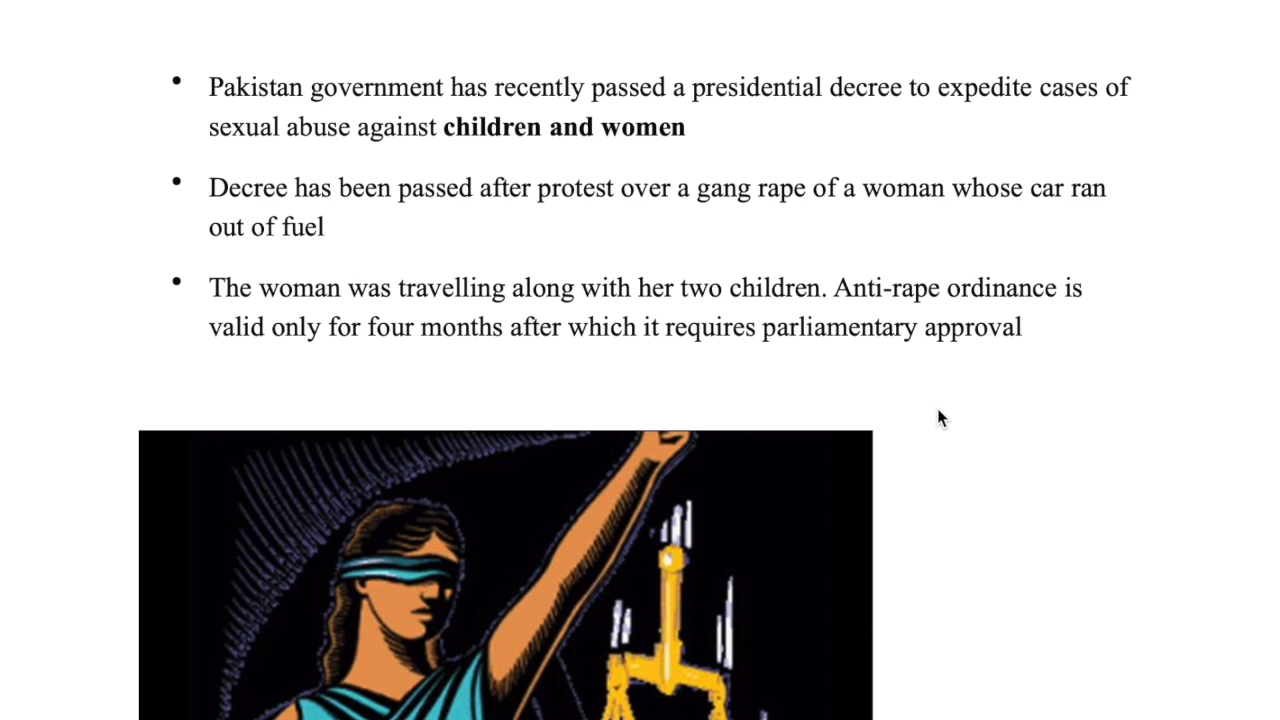 • Pakistan government has recently passed a presidential decree to expedite cases of
sexual abuse against children and women
• Decree has been passed after protest over a gang rape of a woman whose car ran
out of fuel
• The woman was travelling along with her two children. Anti-rape ordinance is
valid only for four months after which it requires parliamentary approval